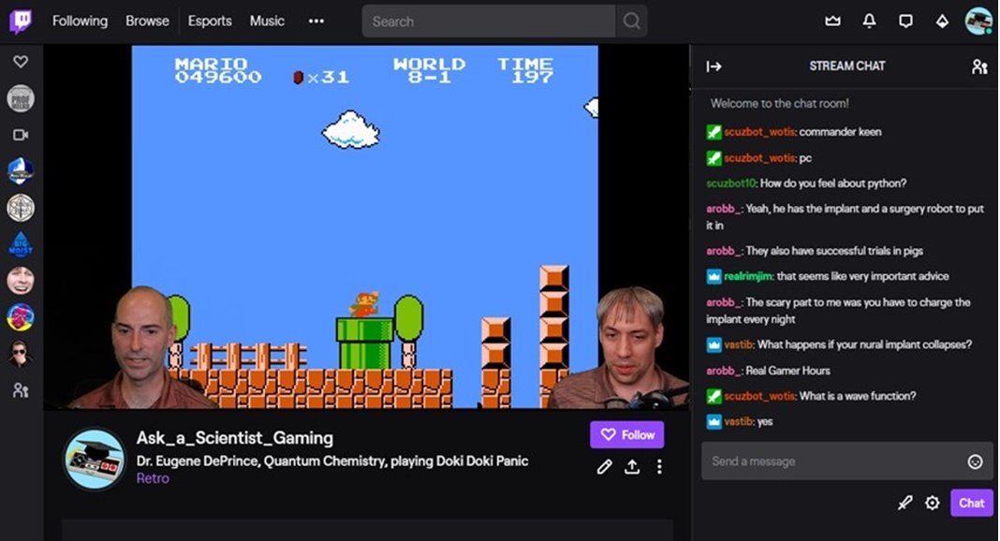 Following Browse Esports Music ••• Search
MARIO WORLD TIME
049600 ×31 8-1 197
STREAM CHAT
Welcome to the chat room!
scuzbot_wotis: commander keen
scuzbot_wotis: pc
scuzbot10: How do you feel about python?
arobb_: Yeah, he has the implant and a surgery robot to put
it in
arobb_: They also have successful trials in pigs
realrimjim: that seems like very important advice
arobb_: The scary part to me was you have to charge the
implant every night
vastib: What happens if your nural implant collapses?
arobb_: Real Gamer Hours
scuzbot_wotis: What is a wave function?
vastib: yes
Send a message
Chat
PROF
BIG
MOIST
Ask_a_Scientist_Gaming
Follow
Dr. Eugene DePrince, Quantum Chemistry, playing Doki Doki Panic
Retro